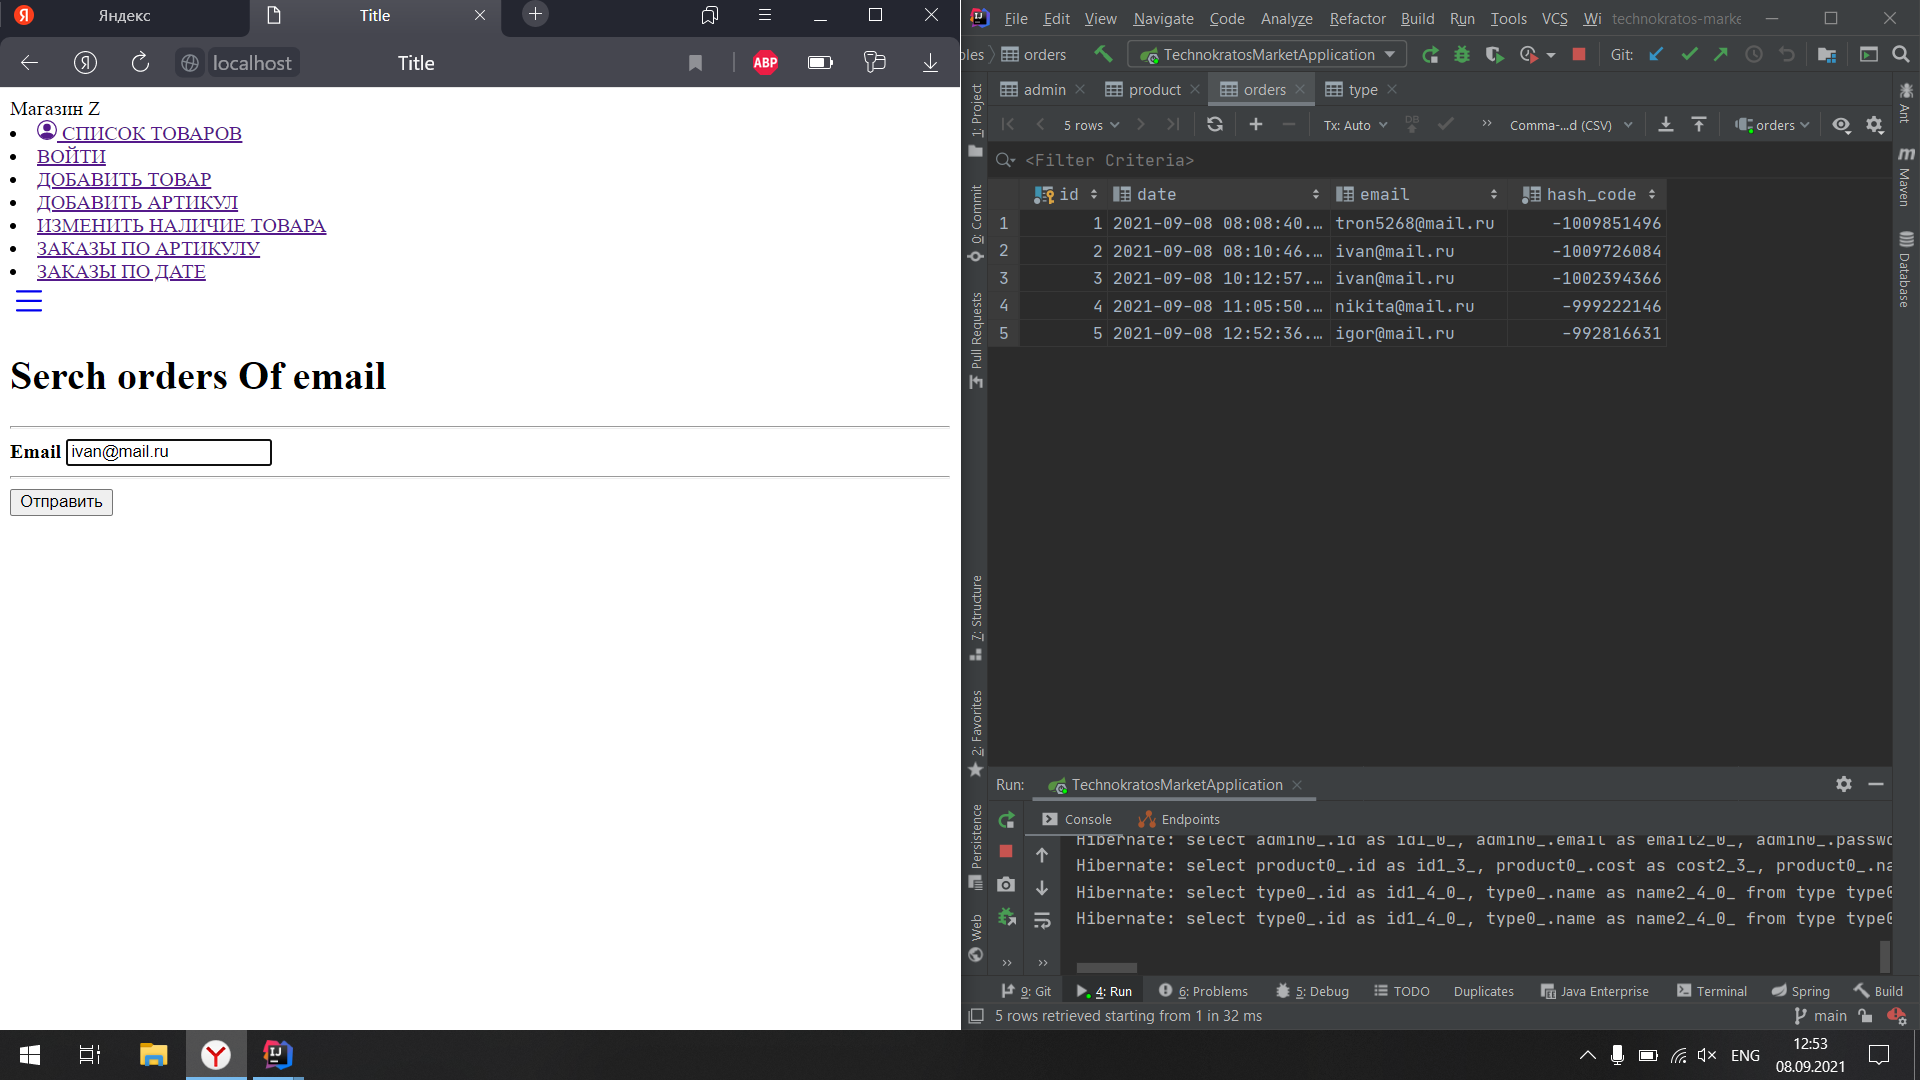 Яндекс
Title
localhost
Title
ABP
Магазин Z
СПИСОК ТОВАРОВ
ВОЙТИ
ДОБАВИТЬ ТОВАР
ДОБАВИТЬ АРТИКУЛ
ИЗМЕНИТЬ НАЛИЧИЕ ТОВАРА
ЗАКАЗЫ ПО АРТИКУЛУ
ЗАКАЗЫ ПО ДАТЕ
Serch orders Of email
Email ivan@mail.ru
Отправить
File Edit View Navigate Code Analyze Refactor Build Run Tools VCS Wi technokratos-marke
bles orders TechnokratosMarketApplication Git:
admin product orders type
5 rows Tx: Auto DB Comma-...d (CSV) orders
<Filter Criteria>
id date email hash_code
1 1 2021-09-08 08:08:40.... tron5268@mail.ru -1009851496
2 2 2021-09-08 08:10:46.... ivan@mail.ru -1009726084
3 3 2021-09-08 10:12:57.... ivan@mail.ru -1002394366
4 4 2021-09-08 11:05:50.... nikita@mail.ru -999222146
5 5 2021-09-08 12:52:36.... igor@mail.ru -992816631
1: Project
0: Commit
Pull Requests
7: Structure
2: Favorites
Persistence
Web
Ant
Maven
Database
Run: TechnokratosMarketApplication
Console Endpoints
Hibernate: select admin0_.id as id1_0_, admin0_.email as email2_0_, admin0_.passwo
Hibernate: select product0_.id as id1_3_, product0_.cost as cost2_3_, product0_.na
Hibernate: select type0_.id as id1_4_0_, type0_.name as name2_4_0_ from type type0
Hibernate: select type0_.id as id1_4_0_, type0_.name as name2_4_0_ from type type0
9: Git 4: Run 6: Problems 5: Debug TODO Duplicates Java Enterprise Terminal Spring Build
5 rows retrieved starting from 1 in 32 ms main
ENG
12:53
08.09.2021